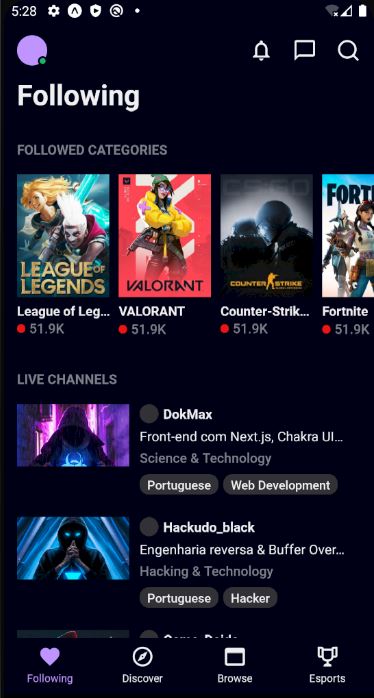 5:28
Following
FOLLOWED CATEGORIES
LEAGUE OF
LEGENDS
VALORANT
CS:GO
COUNTER STRIKE
FORT
League of Leg...
VALORANT
Counter-Strik...
Fortnite
51.9K
51.9K
51.9K
51.9K
LIVE CHANNELS
DokMax
Front-end com Next.js, Chakra UI...
Science & Technology
Portuguese
Web Development
Hackudo_black
Engenharia reversa & Buffer Over...
Hacking & Technology
Portuguese
Hacker
Following
Discover
Browse
Esports